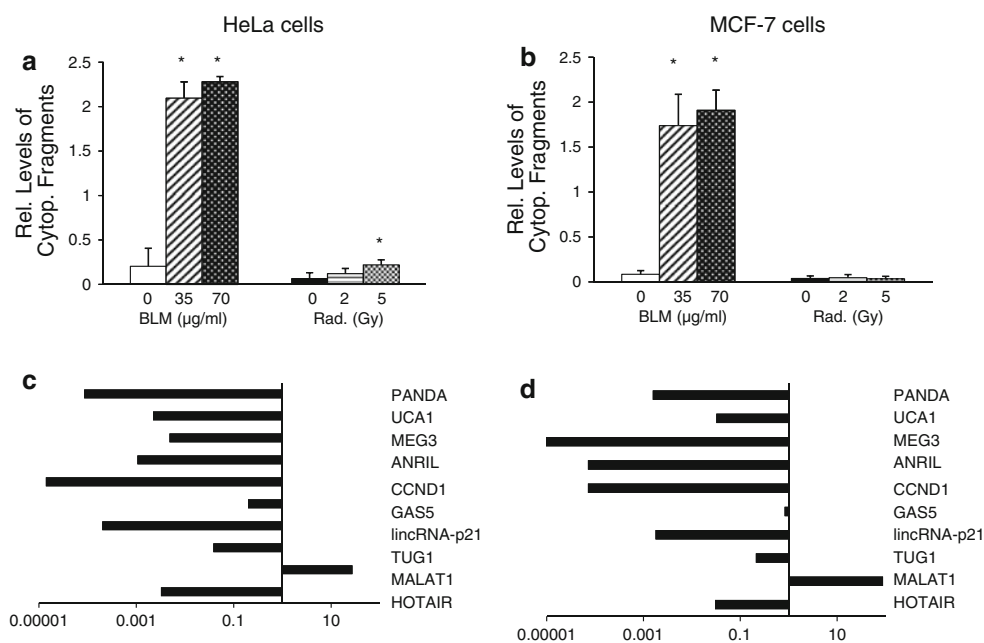 HeLa cells
MCF-7 cells
a
Rel. Levels of
Cytop. Fragments
2.5
2
1.5
1
0.5
0
*
*
*
0 35 70
BLM (µg/ml)
0 2 5
Rad. (Gy)
b
Rel. Levels of
Cytop. Fragments
2.5
2
1.5
1
0.5
0
*
*
0 35 70
BLM (µg/ml)
0 2 5
Rad. (Gy)
c
PANDA
UCA1
MEG3
ANRIL
CCND1
GAS5
lincRNA-p21
TUG1
MALAT1
HOTAIR
0.00001 0.001 0.1 10
d
PANDA
UCA1
MEG3
ANRIL
CCND1
GAS5
lincRNA-p21
TUG1
MALAT1
HOTAIR
0.00001 0.001 0.1 10